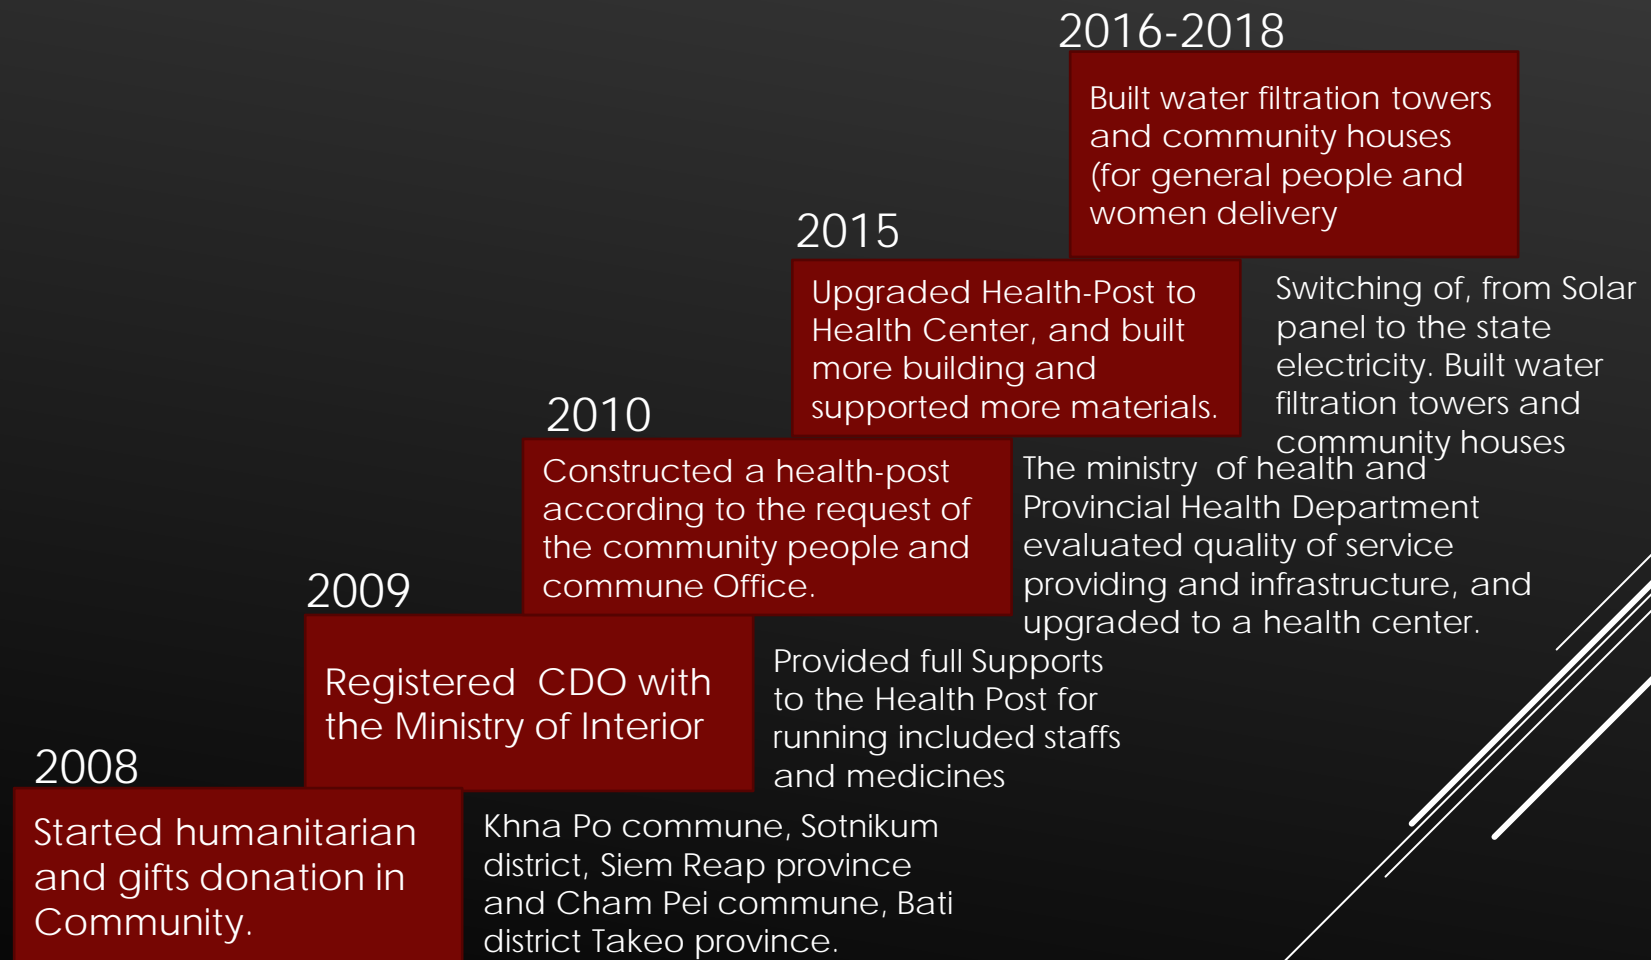 2016-2018
Built water filtration towers
and community houses
(for general people and
women delivery
2015
Upgraded Health-Post to
Health Center, and built
more building and
supported more materials.
Switching of, from Solar
panel to the state
electricity. Built water
filtration towers and
community houses
2010
Constructed a health-post
according to the request of
the community people and
commune Office.
The ministry  of health and
Provincial Health Department
evaluated quality of service
providing and infrastructure, and
upgraded to a health center.
2009
Registered  CDO with
the Ministry of Interior
Provided full Supports
to the Health Post for
running included staffs
and medicines
2008
Started humanitarian
and gifts donation in
Community.
Khna Po commune, Sotnikum
district, Siem Reap province
and Cham Pei commune, Bati
district Takeo province.